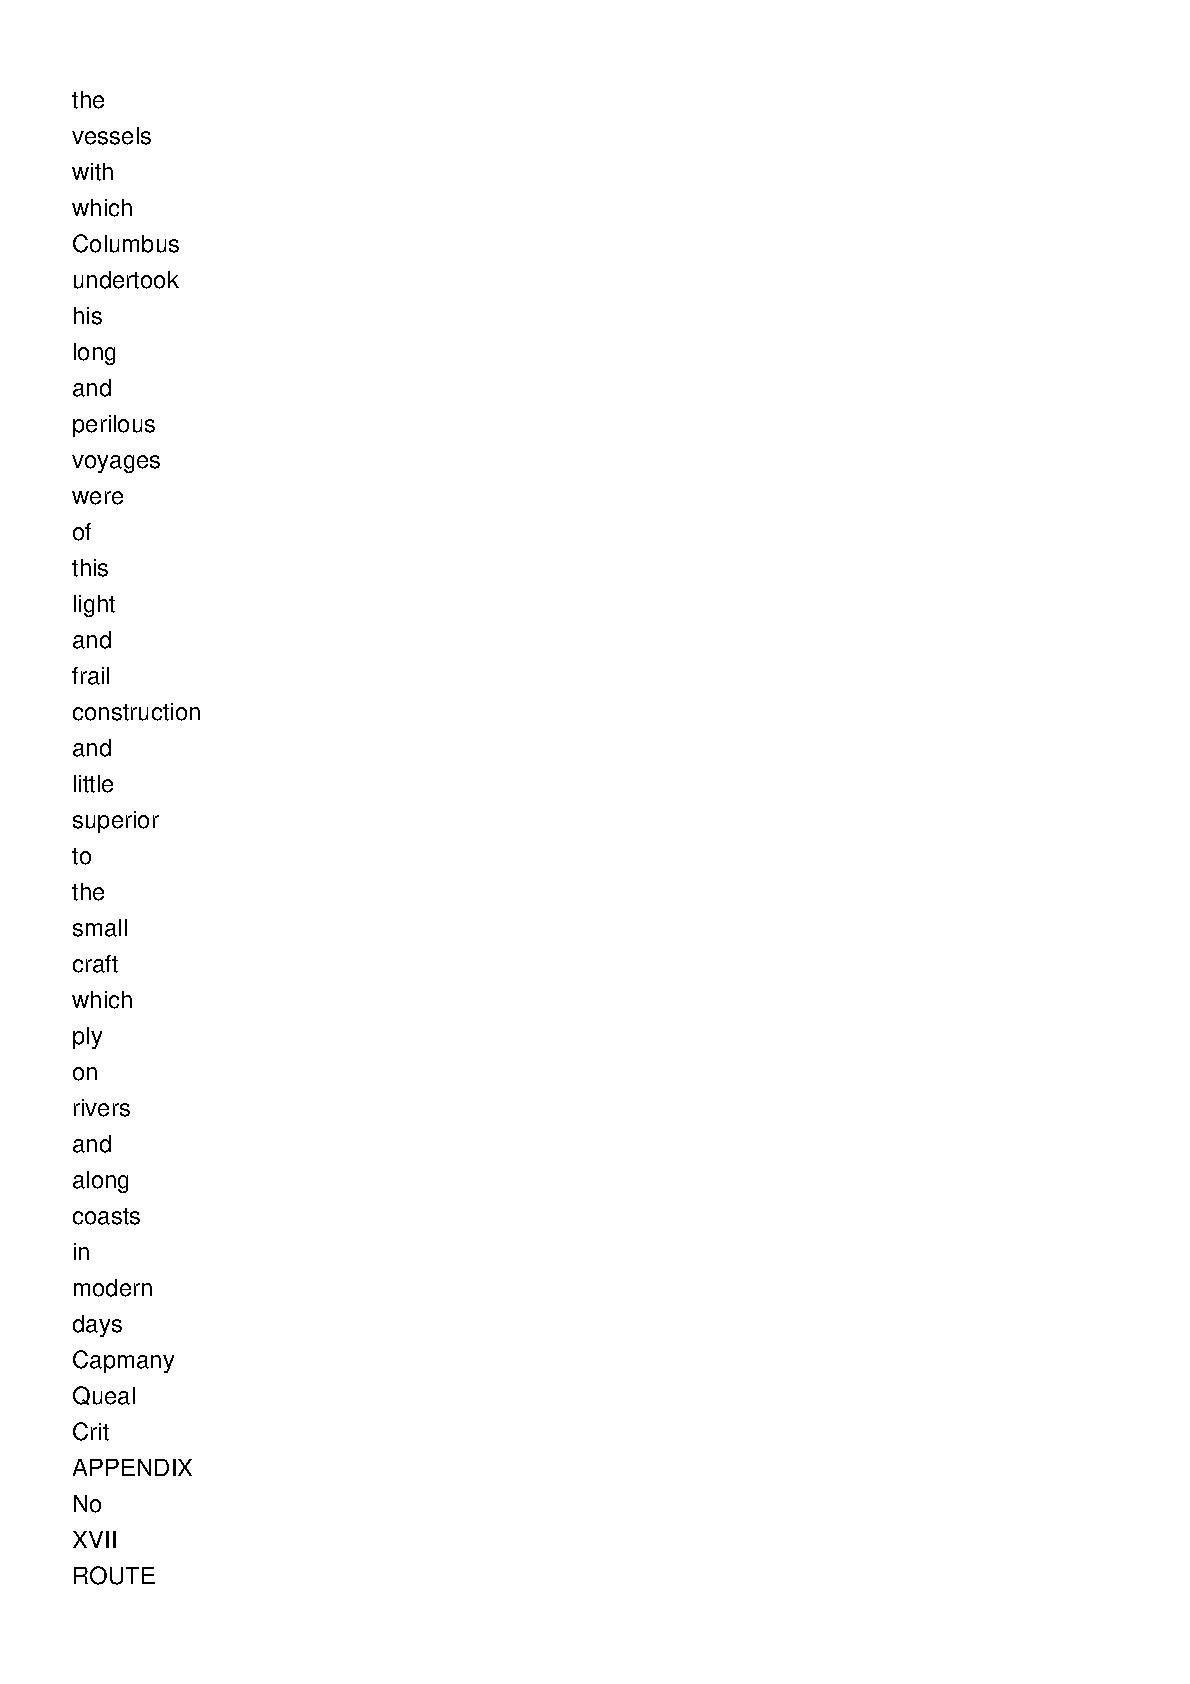 the
vessels
with
which
Columbus
undertook
his
long
and
perilous
voyages
were
of
this
light
and
frail
construction
and
little
superior
to
the
small
craft
which
ply
on
rivers
and
along
coasts
in
modern
days
Capmany
Queal
Crit
APPENDIX
No
XVII
ROUTE